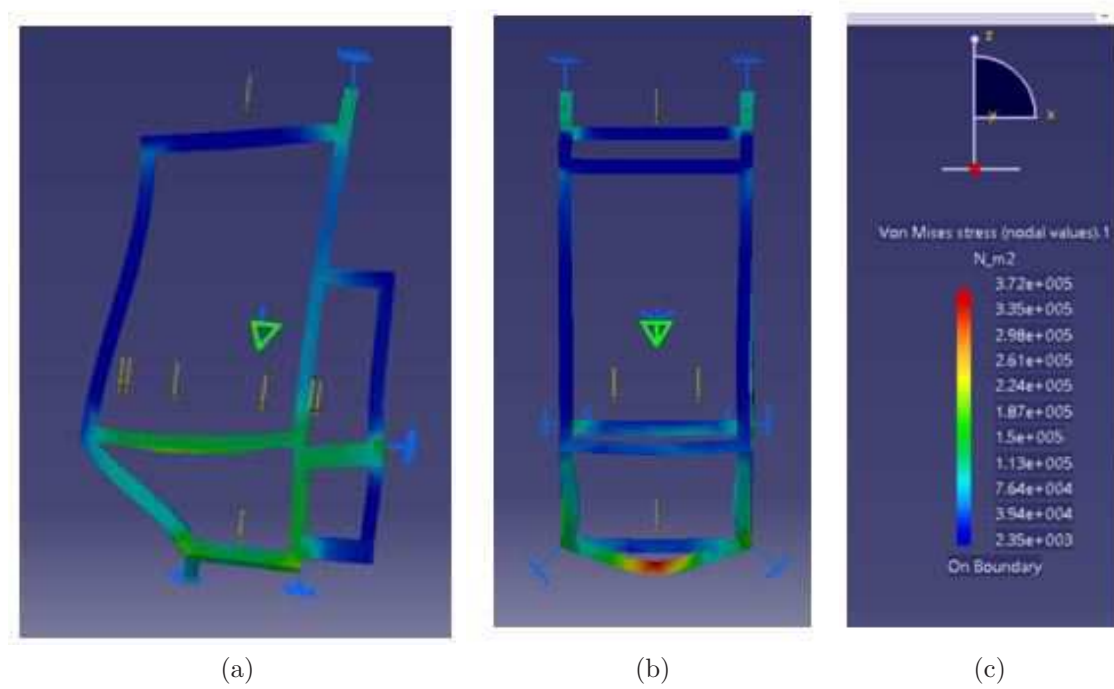 z
y
x
Von Mises stress (nodal values).1
N_m2
3.72e+005
3.35e+005
2.98e+005
2.61e+005
2.24e+005
1.87e+005
1.5e+005
1.13e+005
7.64e+004
3.94e+004
2.35e+003
On Boundary
(a) (b) (c)